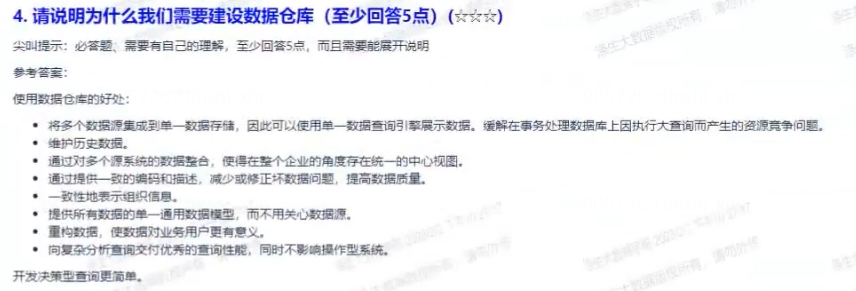 4. 请说明为什么我们需要建设数据仓库（至少回答5点）(☆☆☆)
尖叫提示：必答题、需要有自己的理解，至少回答5点，而且需要能展开说明
参考答案：
使用数据仓库的好处：
• 将多个数据源集成到单一数据存储，因此可以使用单一数据查询引擎展示数据。缓解在事务处理数据库上因执行大查询而产生的资源竞争问题。
• 维护历史数据。
• 通过对多个源系统的数据整合，使得在整个企业的角度存在统一的中心视图。
• 通过提供一致的编码和描述，减少或修正坏数据问题，提高数据质量。
• 一致性地表示组织信息。
• 提供所有数据的单一通用数据模型，而不用关心数据源。
• 重构数据，使数据对业务用户更有意义。
• 向复杂分析查询交付优秀的查询性能，同时不影响操作型系统。
开发决策型查询更简单。